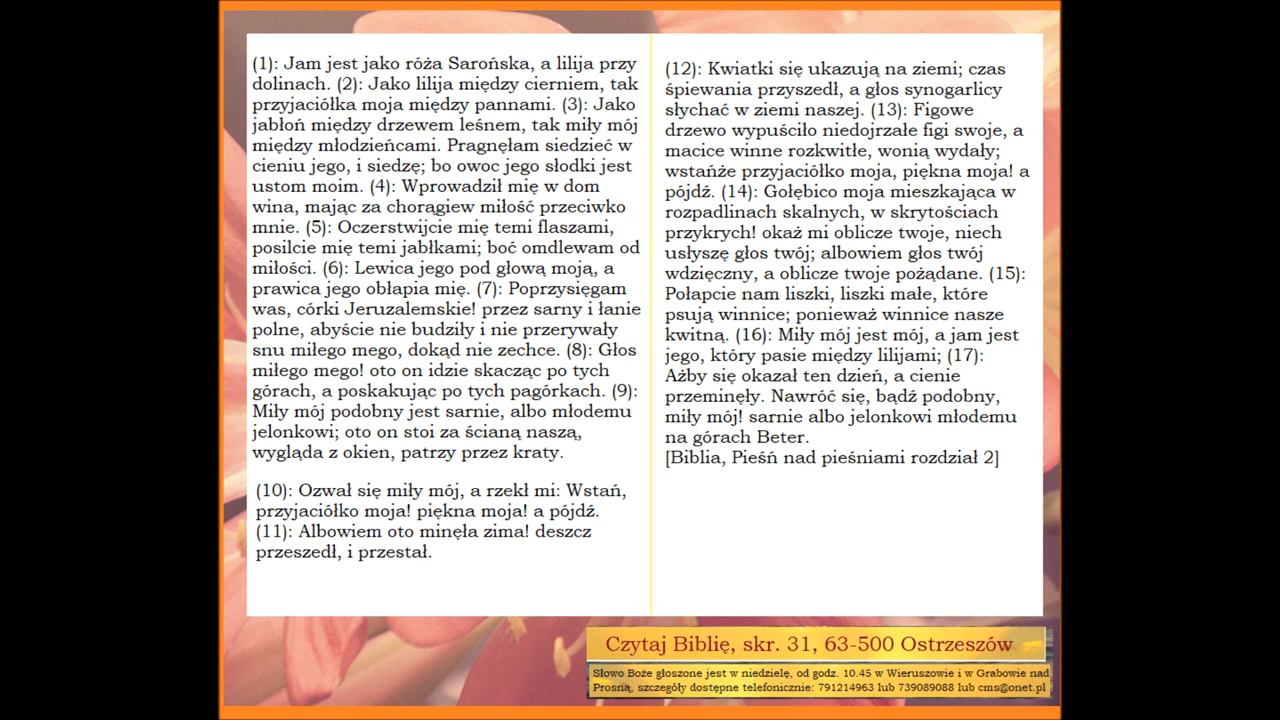 (1): Jam jest jako róża Sarońska, a lilija przy
dolinach. (2): Jako lilija między cierniem, tak
przyjaciółka moja między pannami. (3): Jako
jabłoń między drzewem leśnem, tak miły mój
między młodzieńcami. Pragnęłam siedzieć w
cieniu jego, i siedzę; bo owoc jego słodki jest
ustom moim. (4): Wprowadził mię w dom
wina, mając za chorągiew miłość przeciwko
mnie. (5): Oczerstwijcie mię temi flaszami,
posilcie mię temi jabłkami; boć omdlewam od
miłości. (6): Lewica jego pod głową moją, a
prawica jego obłapia mię. (7): Poprzysięgam
was, córki Jeruzalemskie! przez sarny i łanie
polne, abyście nie budziły i nie przerywały
snu miłego mego, dokąd nie zechce. (8): Głos
miłego mego! oto on idzie skacząc po tych
górach, a poskakując po tych pagórkach. (9):
Miły mój podobny jest sarnie, albo młodemu
jelonkowi; oto on stoi za ścianą naszą,
wygląda z okien, patrzy przez kraty.
(10): Ozwał się miły mój, a rzekł mi: Wstań,
przyjaciółko moja! piękna moja! a pójdź.
(11): Albowiem oto minęła zima! deszcz
przeszedł, i przestał.
(12): Kwiatki się ukazują na ziemi; czas
śpiewania przyszedł, a głos synogarlicy
słychać w ziemi naszej. (13): Figowe
drzewo wypuściło niedojrzałe figi swoje, a
macice winne rozkwitłe, wonią wydały;
wstańże przyjaciółko moja, piękna moja! a
pójdź. (14): Gołębico moja mieszkająca w
rozpadlinach skalnych, w skrytościach
przykrych! okaż mi oblicze twoje, niech
usłyszę głos twój; albowiem głos twój
wdzięczny, a oblicze twoje pożądane. (15):
Połapcie nam liszki, liszki małe, które
psują winnice; ponieważ winnice nasze
kwitną. (16): Miły mój jest mój, a jam jest
jego, który pasie między lilijami; (17):
Ażby się okazał ten dzień, a cienie
przeminęły. Nawróć się, bądź podobny,
miły mój! sarnie albo jelonkowi młodemu
na górach Beter.
[Biblia, Pieśń nad pieśniami rozdział 2]
Czytaj Biblię, skr. 31, 63-500 Ostrzeszów
Słowo Boże głoszone jest w niedzielę, od godz. 10.45 w Wieruszowie i w Grabowie nad
Prosną, szczegóły dostępne telefonicznie: 791214963 lub 739089088 lub cms@onet.pl